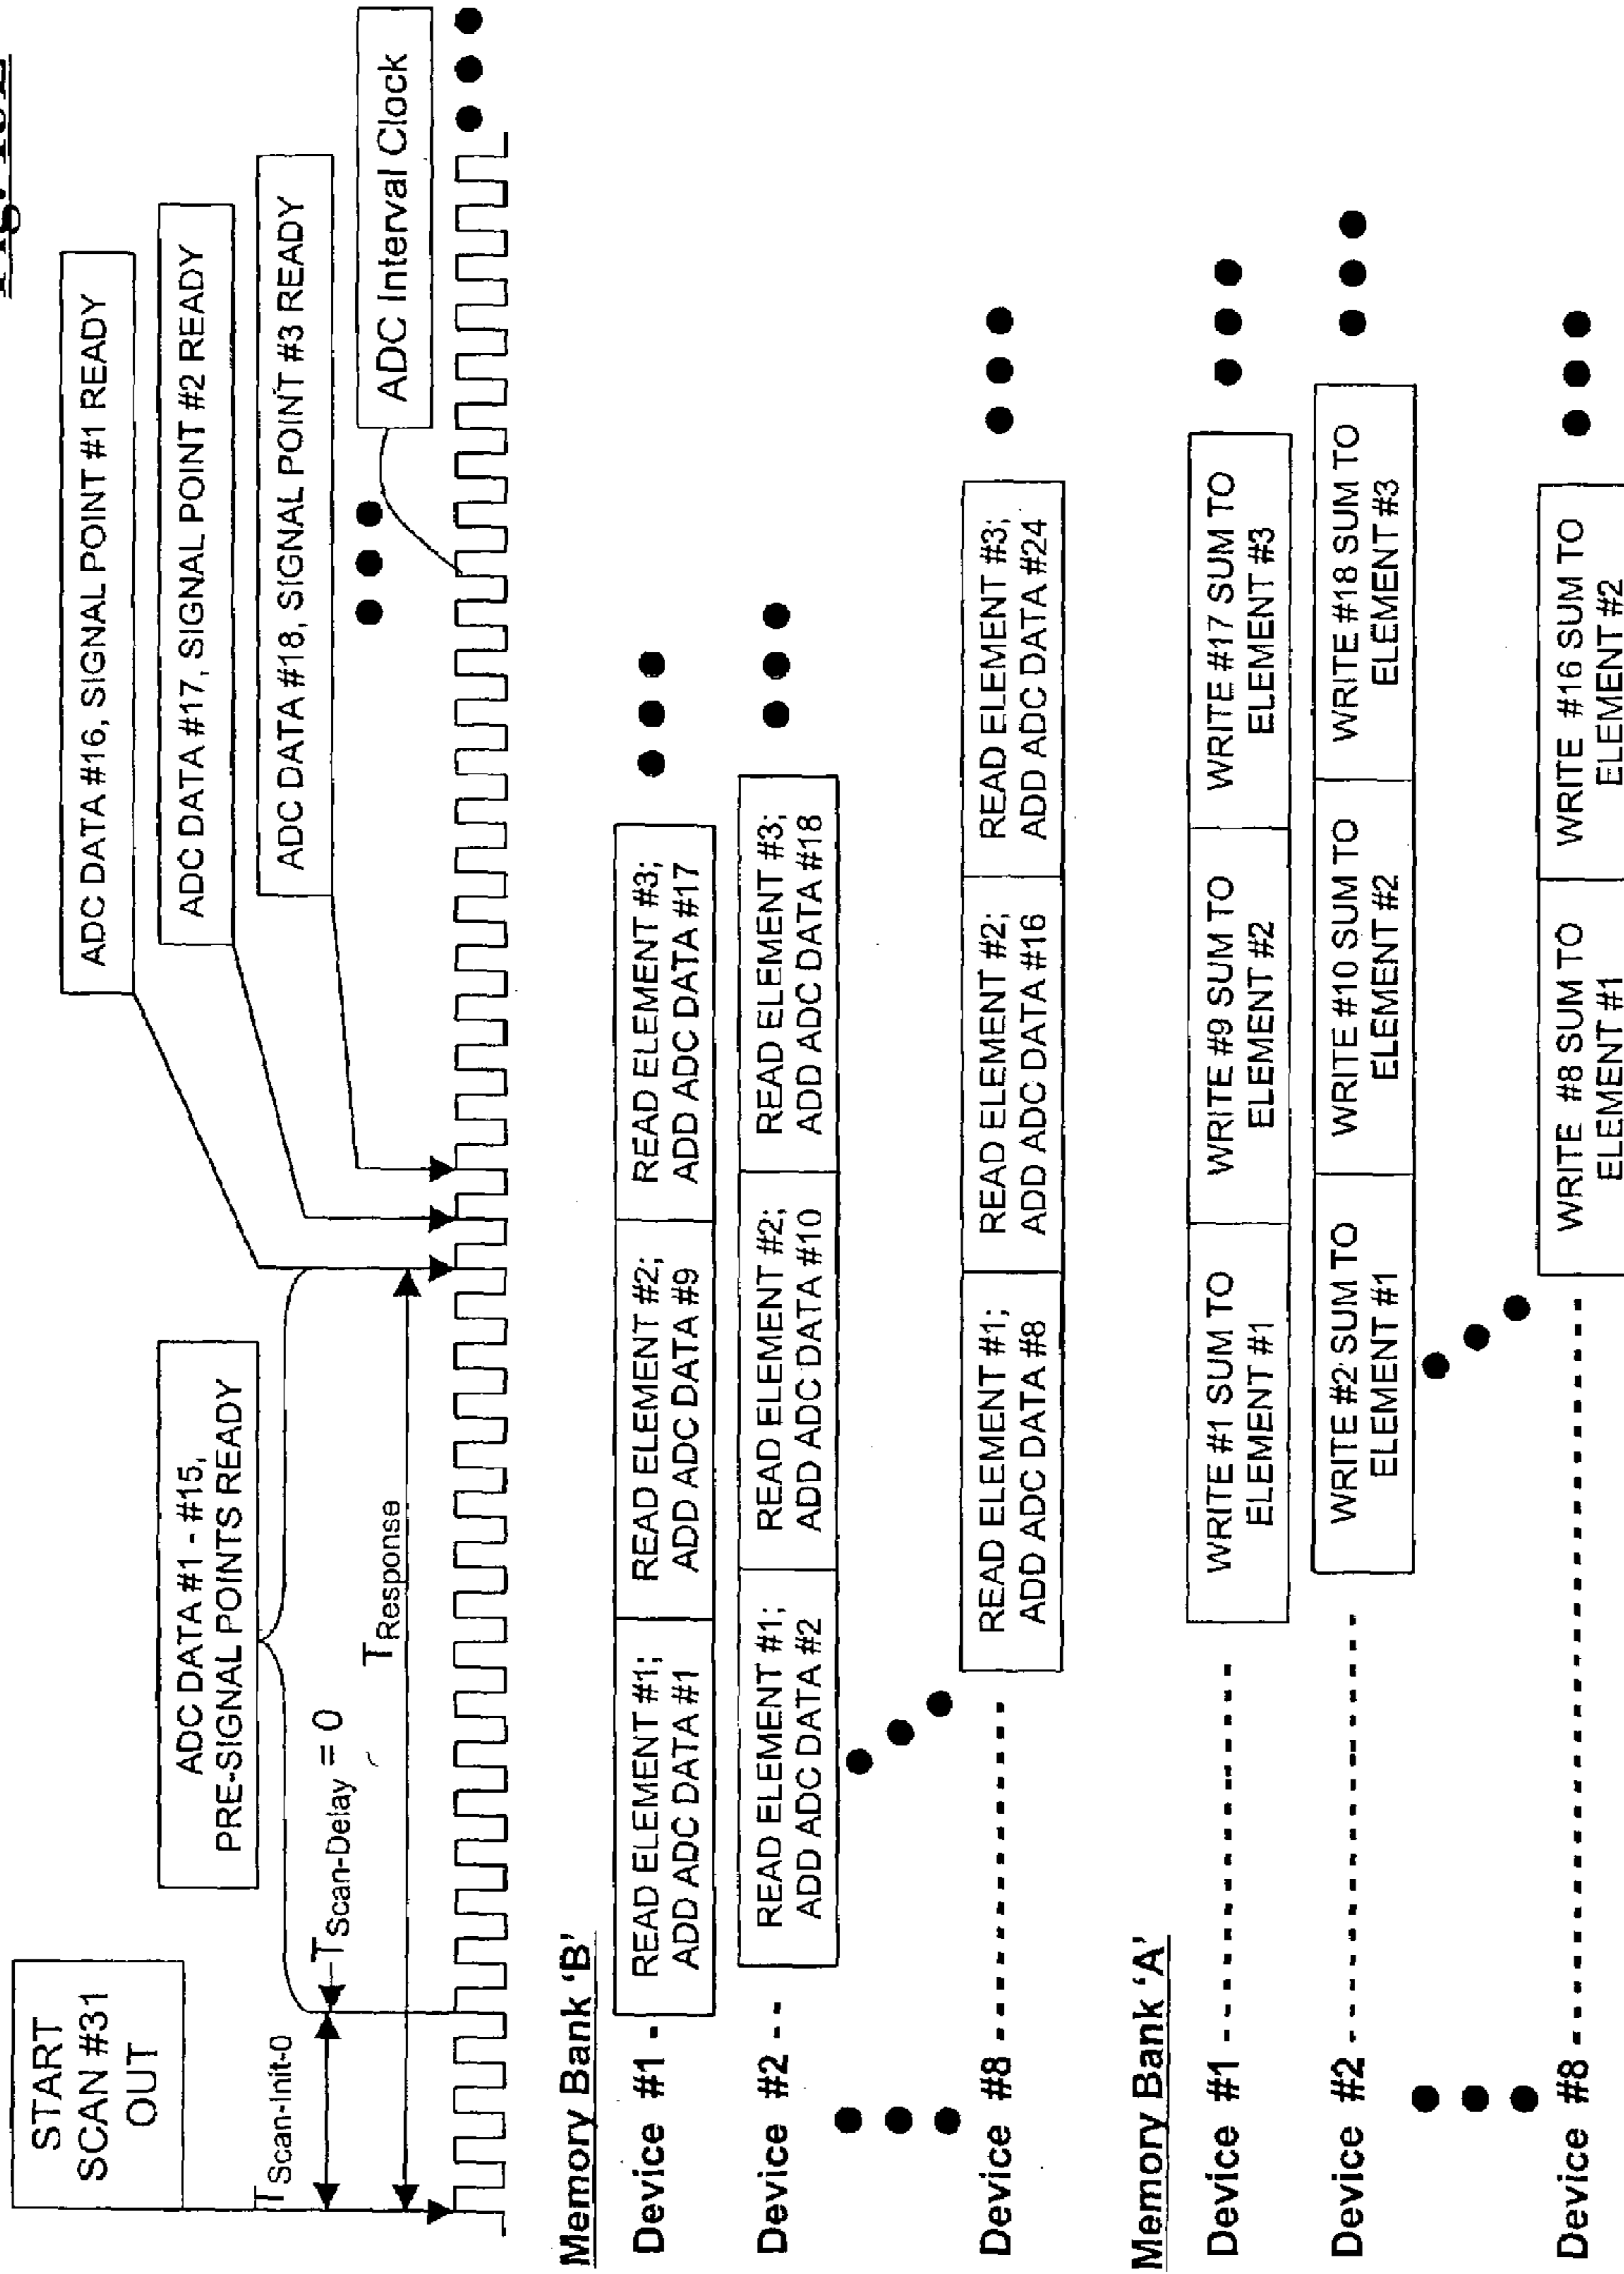 START
SCAN #31
OUT
ADC DATA #16, SIGNAL POINT #1 READY
ADC DATA #1 - #15,
PRE-SIGNAL POINTS READY
ADC DATA #17, SIGNAL POINT #2 READY
ADC DATA #18, SIGNAL POINT #3 READY
TScan-Init-0
TScan-Delay = 0
TResponse
ADC Interval Clock
Memory Bank 'B'
Device #1
READ ELEMENT #1;
ADD ADC DATA #1
READ ELEMENT #2;
ADD ADC DATA #9
READ ELEMENT #3;
ADD ADC DATA #17
Device #2
READ ELEMENT #1;
ADD ADC DATA #2
READ ELEMENT #2;
ADD ADC DATA #10
READ ELEMENT #3;
ADD ADC DATA #18
Device #8
READ ELEMENT #1;
ADD ADC DATA #8
READ ELEMENT #2;
ADD ADC DATA #16
READ ELEMENT #3;
ADD ADC DATA #24
Memory Bank 'A'
Device #1
WRITE #1 SUM TO
ELEMENT #1
WRITE #9 SUM TO
ELEMENT #2
WRITE #17 SUM TO
ELEMENT #3
Device #2
WRITE #2 SUM TO
ELEMENT #1
WRITE #10 SUM TO
ELEMENT #2
WRITE #18 SUM TO
ELEMENT #3
Device #8
WRITE #8 SUM TO
ELEMENT #1
WRITE #16 SUM TO
ELEMENT #2